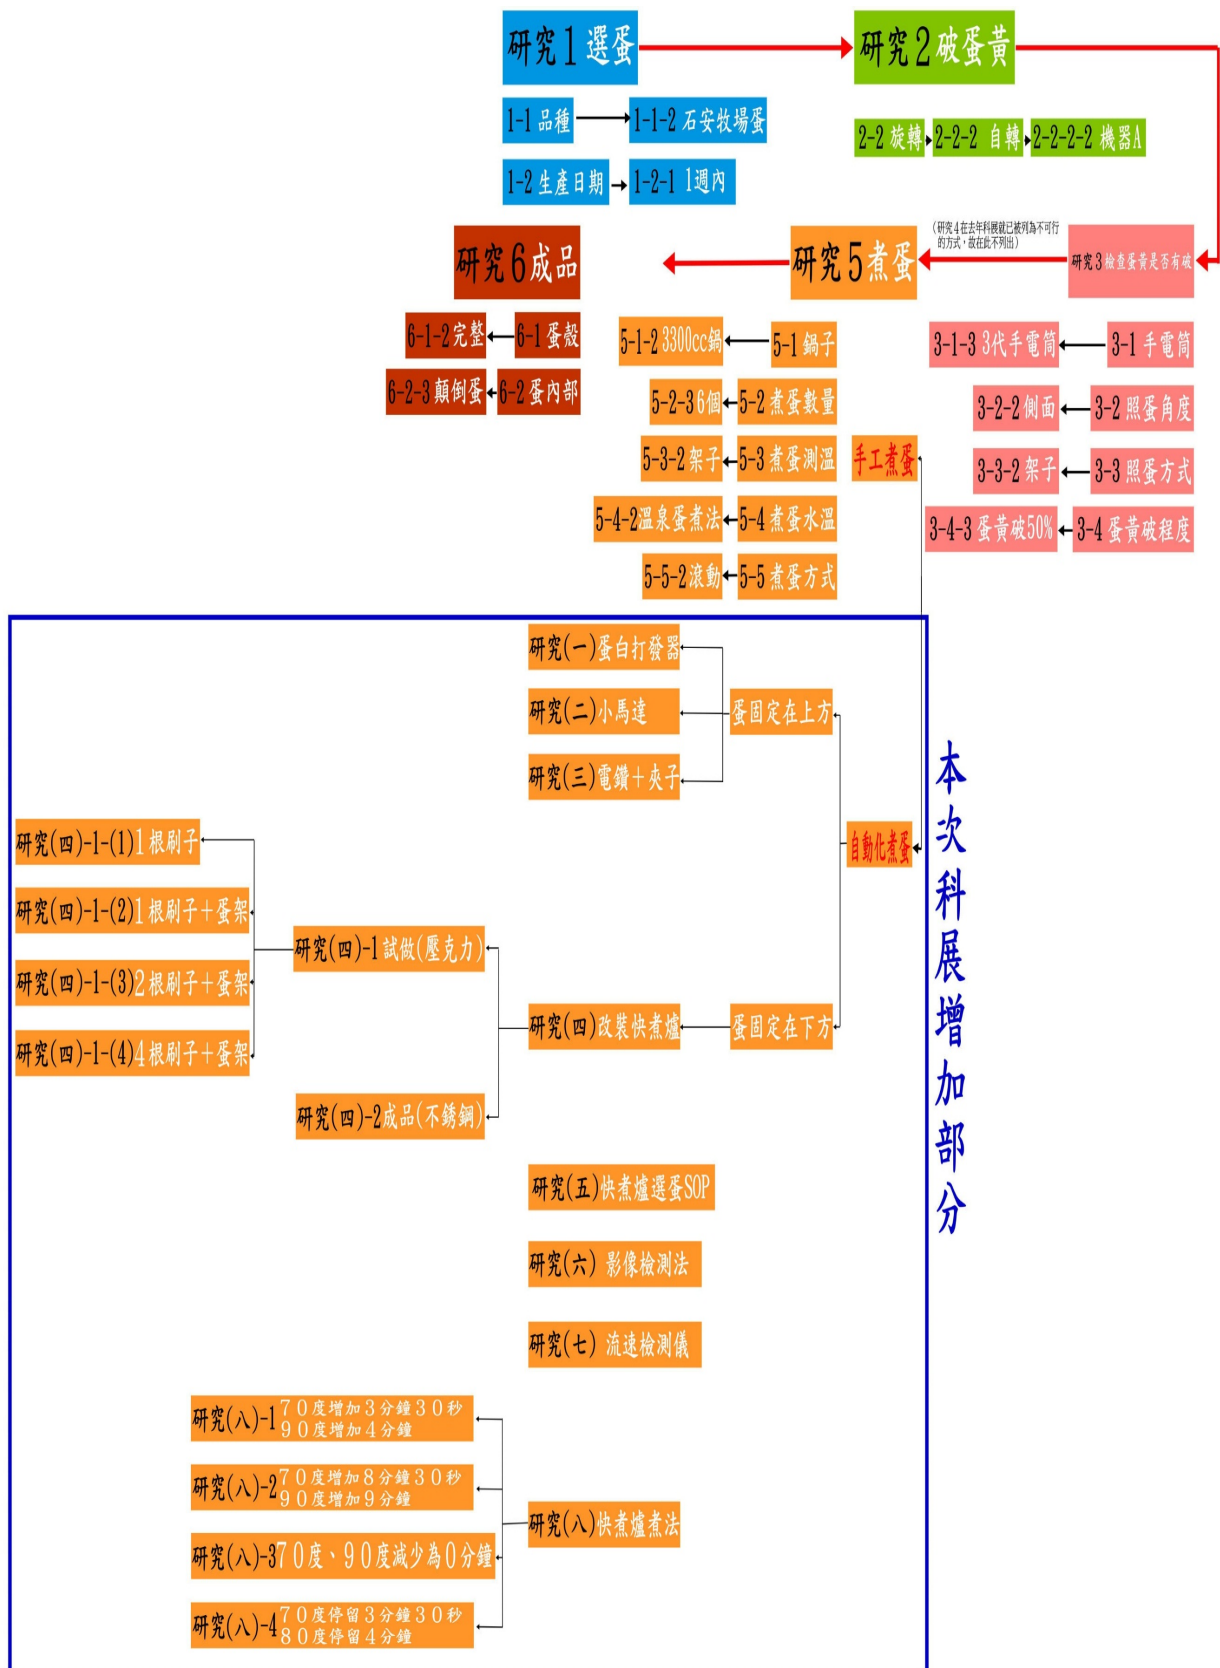 研究1 選蛋
研究2 破蛋黃
1-1 品種
1-1-2 石安牧場蛋
1-2 生產日期
1-2-1 1週內
2-2 旋轉
2-2-2 自轉
2-2-2-2 機器A
研究6 成品
研究5 煮蛋
(研究4在去年科展就已被列為不可行
的方式,故在此不列出)
研究3 檢查蛋黃是否有破
6-1-2 完整
6-1 蛋殼
6-2-3 顛倒蛋
6-2 蛋內部
5-1-2 3300cc鍋
5-1 鍋子
5-2-3 6個
5-2 煮蛋數量
5-3-2 架子
5-3 煮蛋測溫
5-4-2溫泉蛋煮法
5-4 煮蛋水溫
5-5-2 滾動
5-5 煮蛋方式
3-1-3 3代手電筒
3-1 手電筒
3-2-2 側面
3-2 照蛋角度
3-3-2 架子
3-3 照蛋方式
3-4-3 蛋黃破50%
3-4 蛋黃破程度
手工煮蛋
自動化煮蛋
本次科展增加部分
蛋固定在上方
研究(一)蛋白打發器
研究(二)小馬達
研究(三)電鑽+夾子
蛋固定在下方
研究(四)改裝快煮爐
研究(四)-1 試做(壓克力)
研究(四)-1-(1)1根刷子
研究(四)-1-(2)1根刷子+蛋架
研究(四)-1-(3)2根刷子+蛋架
研究(四)-1-(4)4根刷子+蛋架
研究(四)-2成品(不銹鋼)
研究(五)快煮爐選蛋SOP
研究(六) 影像檢測法
研究(七) 流速檢測儀
研究(八)快煮爐煮法
研究(八)-1 70度增加3分鐘30秒
90度增加4分鐘
研究(八)-2 70度增加8分鐘30秒
90度增加9分鐘
研究(八)-3 70度、90度減少為0分鐘
研究(八)-4 70度停留3分鐘30秒
80度停留4分鐘